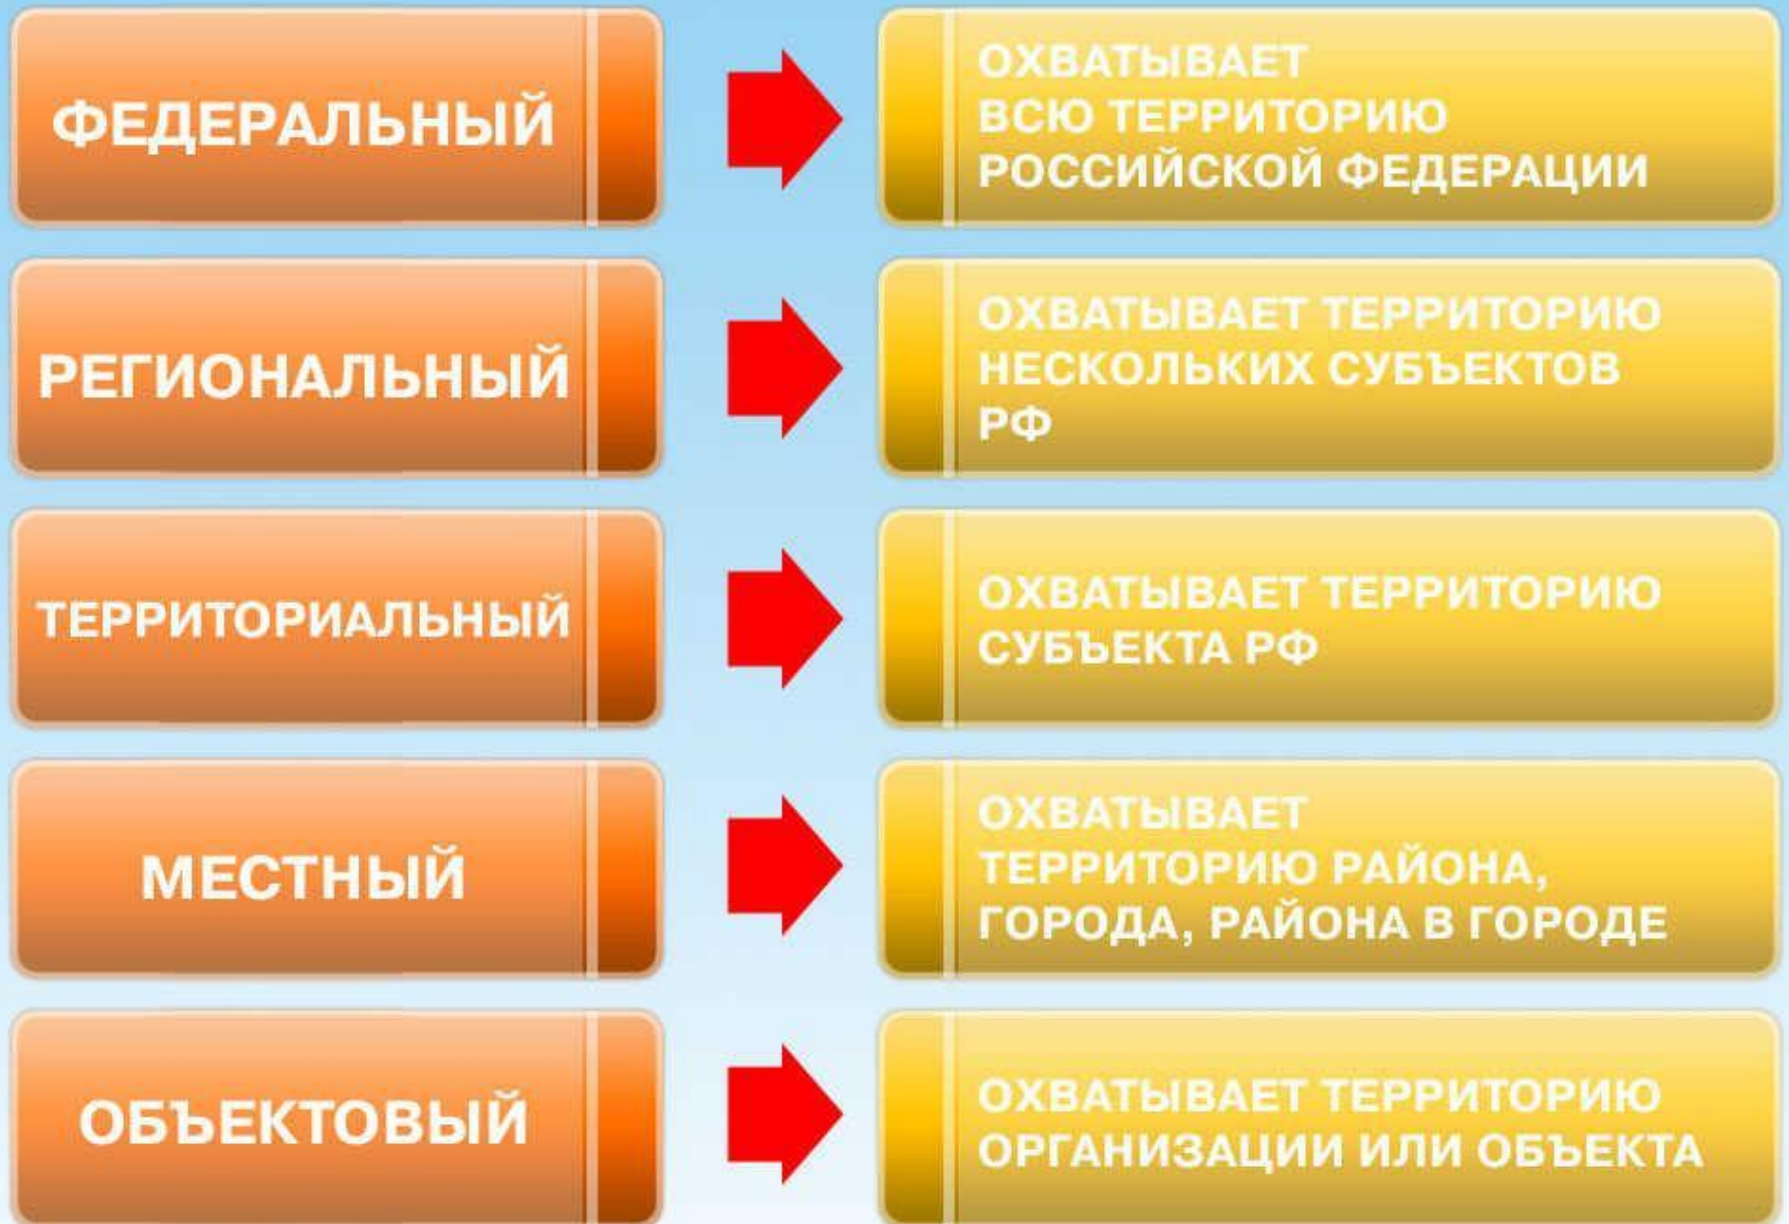 ФЕДЕРАЛЬНЫЙ
ОХВАТЫВАЕТ
ВСЮ ТЕРРИТОРИЮ
РОССИЙСКОЙ ФЕДЕРАЦИИ
РЕГИОНАЛЬНЫЙ
ОХВАТЫВАЕТ ТЕРРИТОРИЮ
НЕСКОЛЬКИХ СУБЪЕКТОВ
РФ
ТЕРРИТОРИАЛЬНЫЙ
ОХВАТЫВАЕТ ТЕРРИТОРИЮ
СУБЪЕКТА РФ
МЕСТНЫЙ
ОХВАТЫВАЕТ
ТЕРРИТОРИЮ РАЙОНА,
ГОРОДА, РАЙОНА В ГОРОДЕ
ОБЪЕКТОВЫЙ
ОХВАТЫВАЕТ ТЕРРИТОРИЮ
ОРГАНИЗАЦИИ ИЛИ ОБЪЕКТА